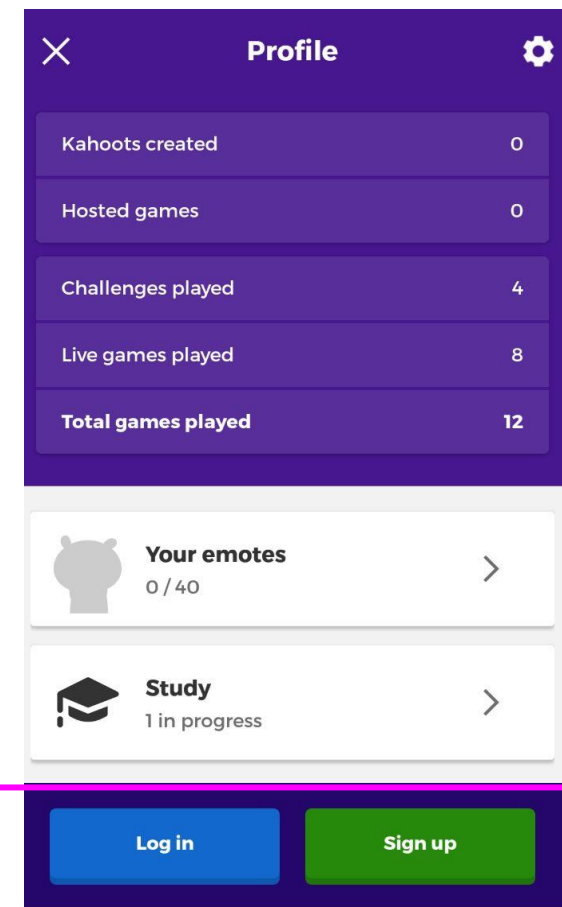 Profile
Kahoots created 0
Hosted games 0
Challenges played 4
Live games played 8
Total games played 12
Your emotes
0 / 40
Study
1 in progress
Log in Sign up